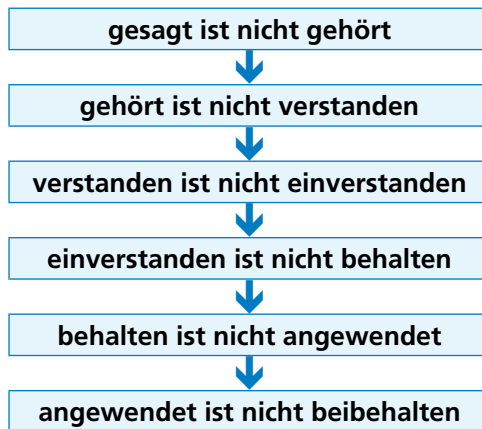 gesagt ist nicht gehört
gehört ist nicht verstanden
verstanden ist nicht einverstanden
einverstanden ist nicht behalten
behalten ist nicht angewendet
angewendet ist nicht beibehalten